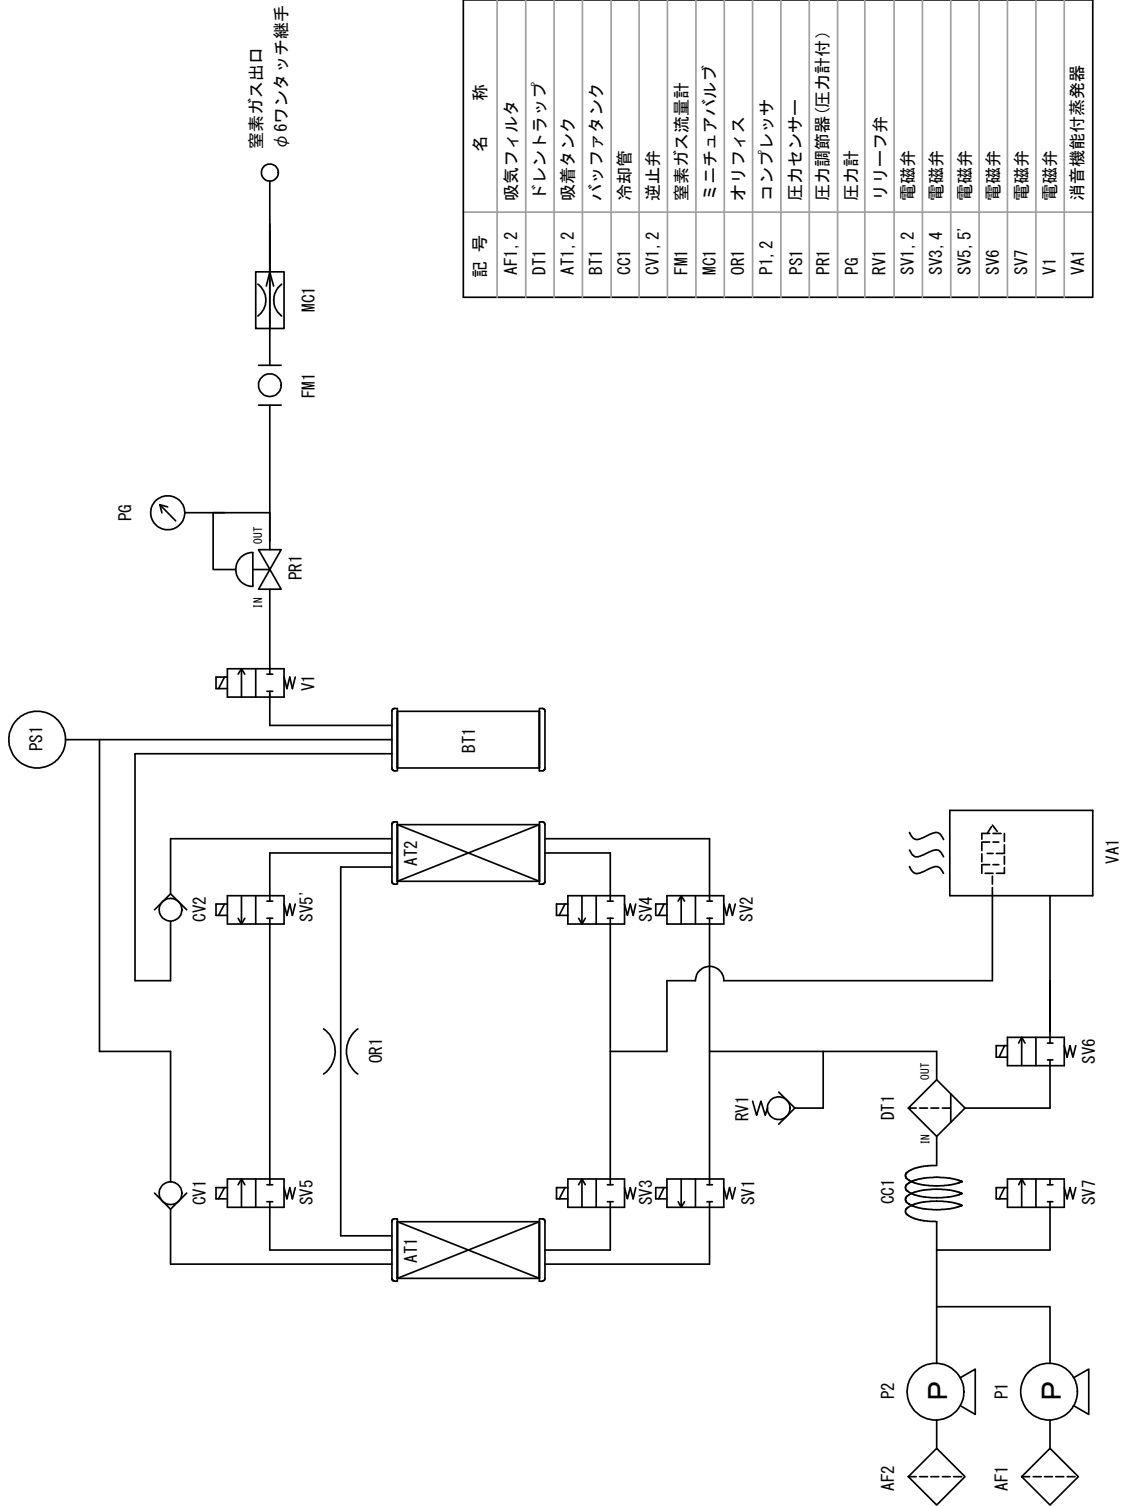 窒素ガス出口
φ6ワンタッチ継手
PS1
PG
OUT
IN
PR1
FM1
MC1
V1
CV1
CV2
SV5
SV5'
OR1
AT1
AT2
BT1
SV3
SV4
SV1
SV2
RV1
CC1
IN
DT1
OUT
SV7
SV6
VA1
AF2
P2
P
AF1
P1
P
記号 名称
AF1, 2 吸気フィルタ
DT1 ドレントラップ
AT1, 2 吸着タンク
BT1 バッファタンク
CC1 冷却管
CV1, 2 逆止弁
FM1 窒素ガス流量計
MC1 ミニチュアバルブ
OR1 オリフィス
P1, 2 コンプレッサ
PS1 圧力センサー
PR1 圧力調節器(圧力計付)
PG 圧力計
RV1 リリーフ弁
SV1, 2 電磁弁
SV3, 4 電磁弁
SV5, 5' 電磁弁
SV6 電磁弁
SV7 電磁弁
V1 電磁弁
VA1 消音機能付蒸発器